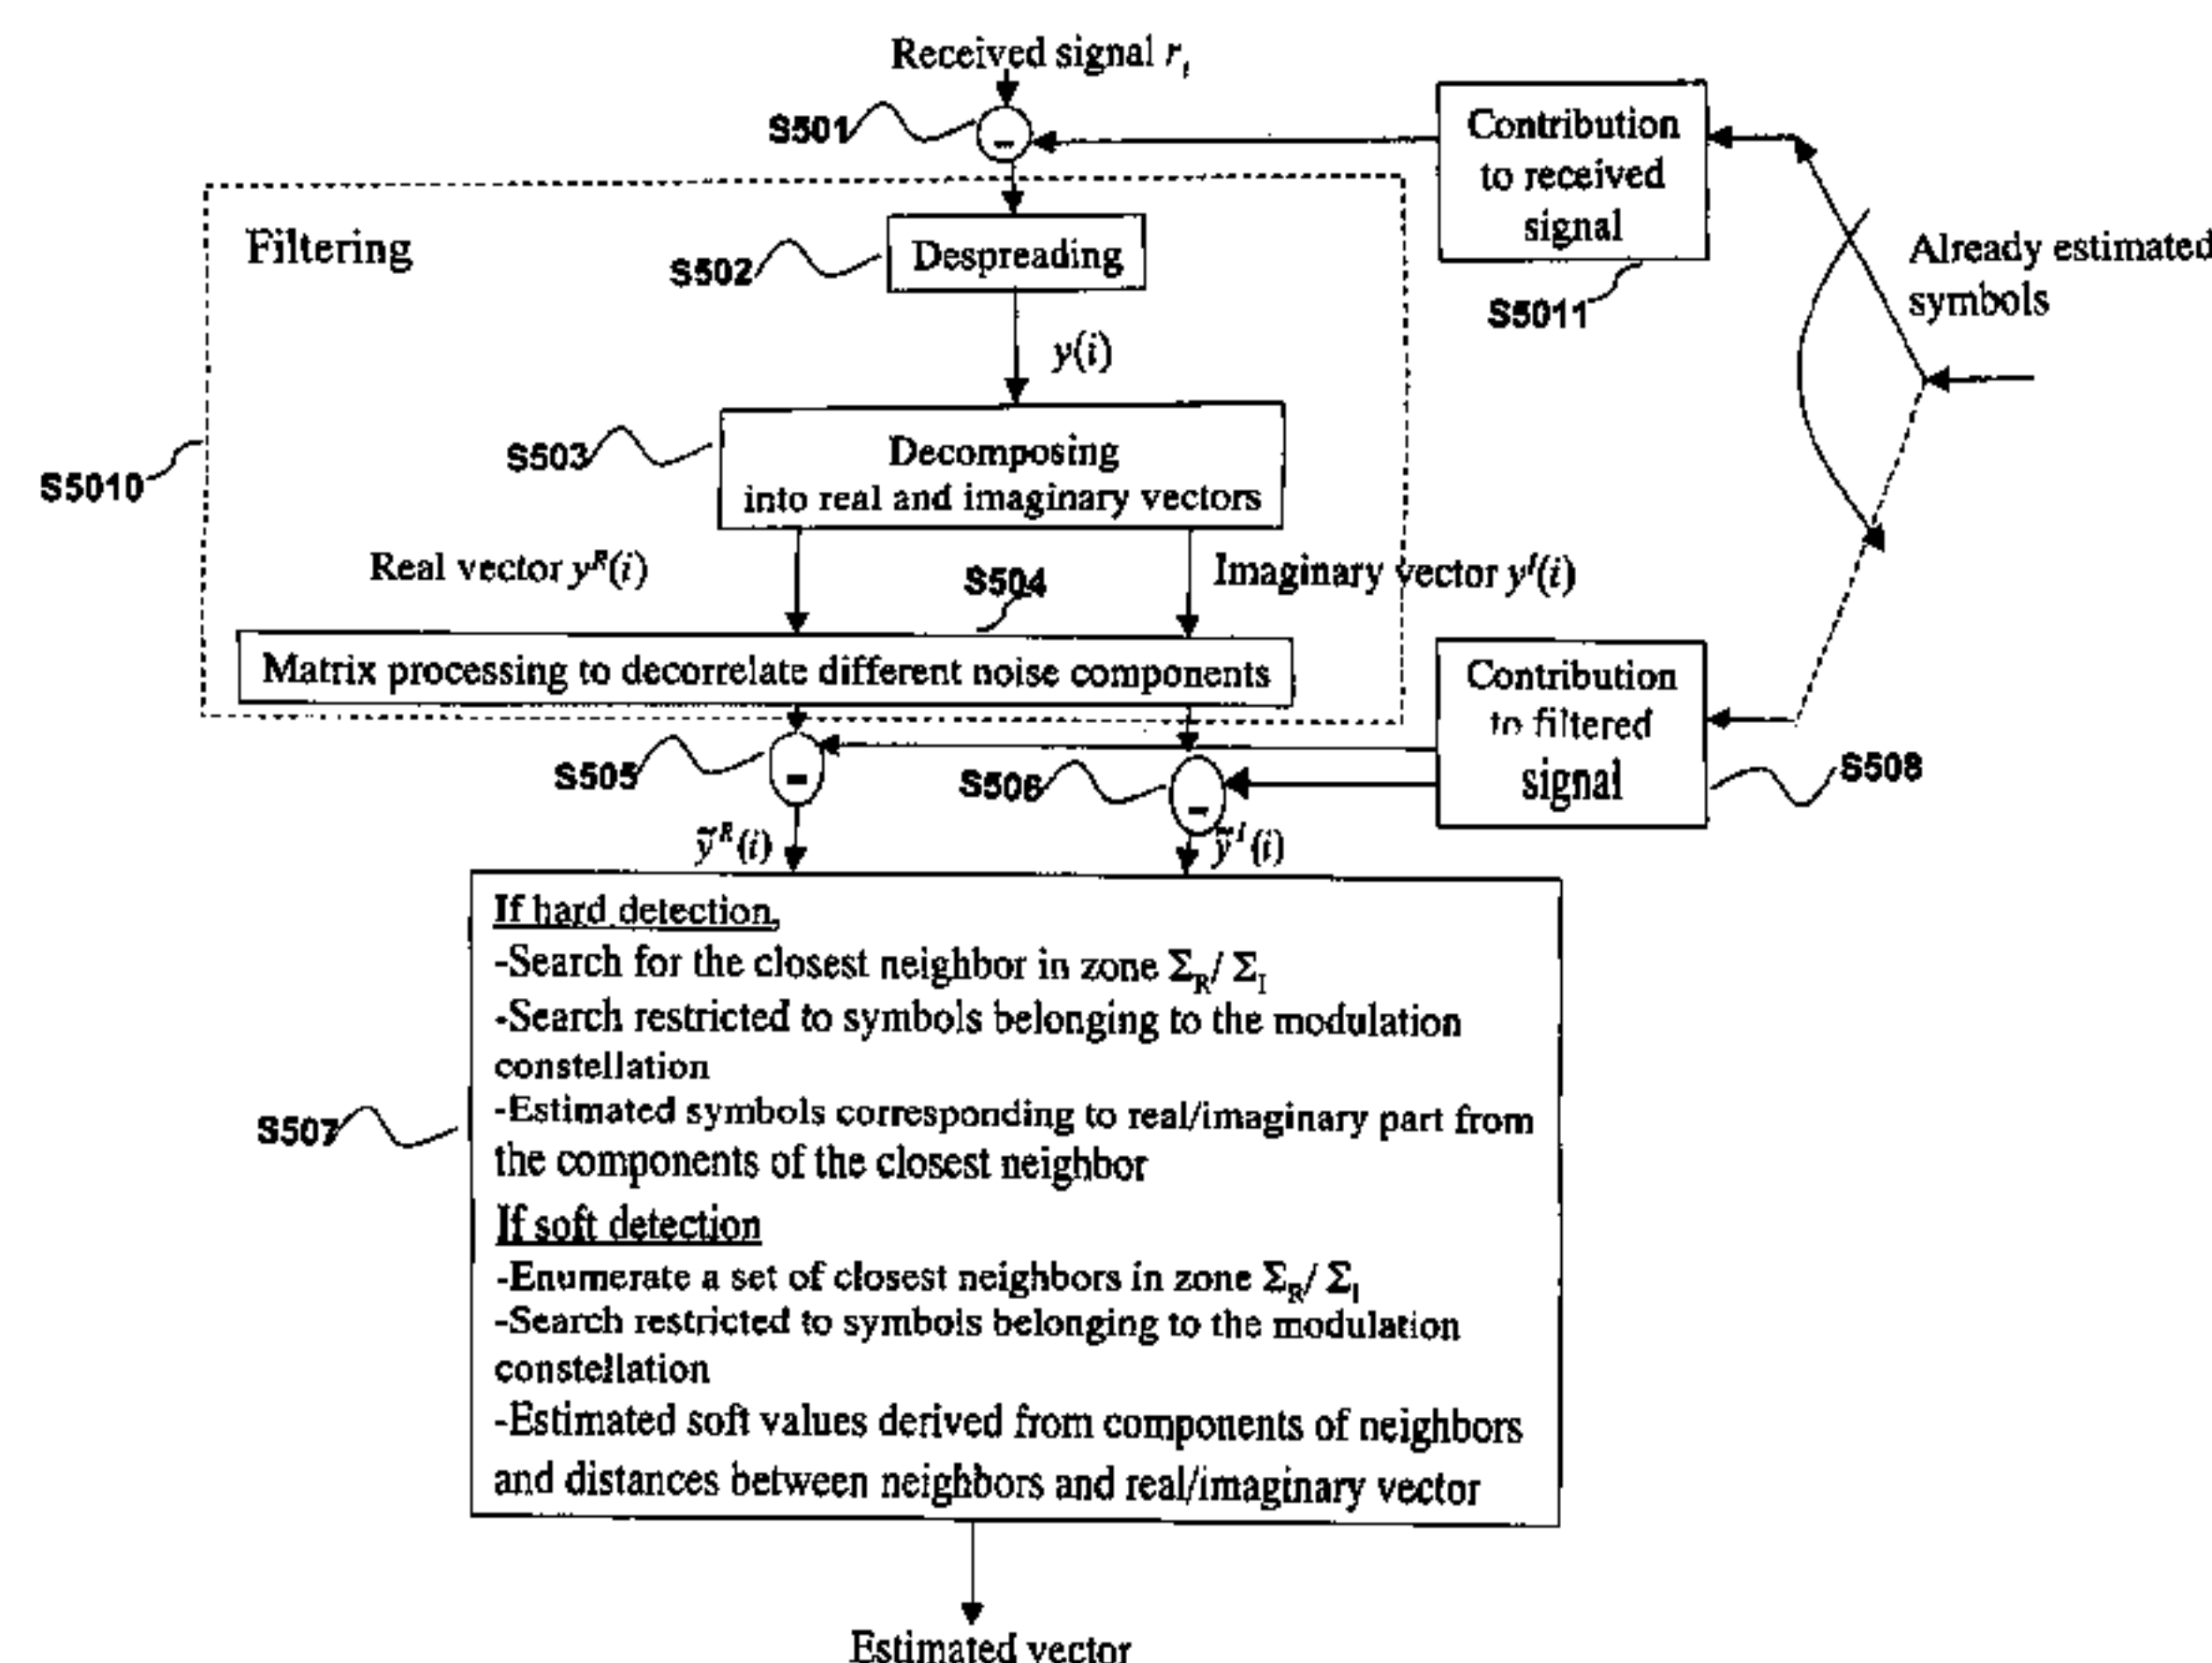 Received signal r_t
S501
Contribution
to received
signal
S5011
Already estimated
symbols
Filtering
S502
Despreading
y(i)
S5010
S503
Decomposing
into real and imaginary vectors
Real vector y^R(i)
S504
Imaginary vector y^I(i)
Matrix processing to decorrelate different noise components
Contribution
to filtered
signal
S508
S505
-
S506
-
ỹ^R(i)
ỹ^I(i)
If hard detection,
-Search for the closest neighbor in zone Σ_R/ Σ_I
-Search restricted to symbols belonging to the modulation
constellation
-Estimated symbols corresponding to real/imaginary part from
the components of the closest neighbor
S507
If soft detection
-Enumerate a set of closest neighbors in zone Σ_R/ Σ_I
-Search restricted to symbols belonging to the modulation
constellation
-Estimated soft values derived from components of neighbors
and distances between neighbors and real/imaginary vector
Estimated vector